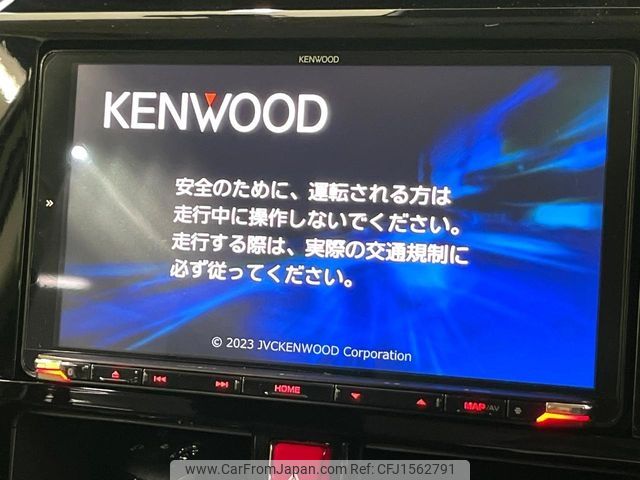 KENWOOD
KENWOOD
安全のために、運転される方は
走行中に操作しないでください。
走行する際は、実際の交通規制に
必ず従ってください。
© 2023 JVCKENWOOD Corporation
HOME
MAP/AV
www.CarFromJapan.com | © CarFromJapan | CFJ1562791